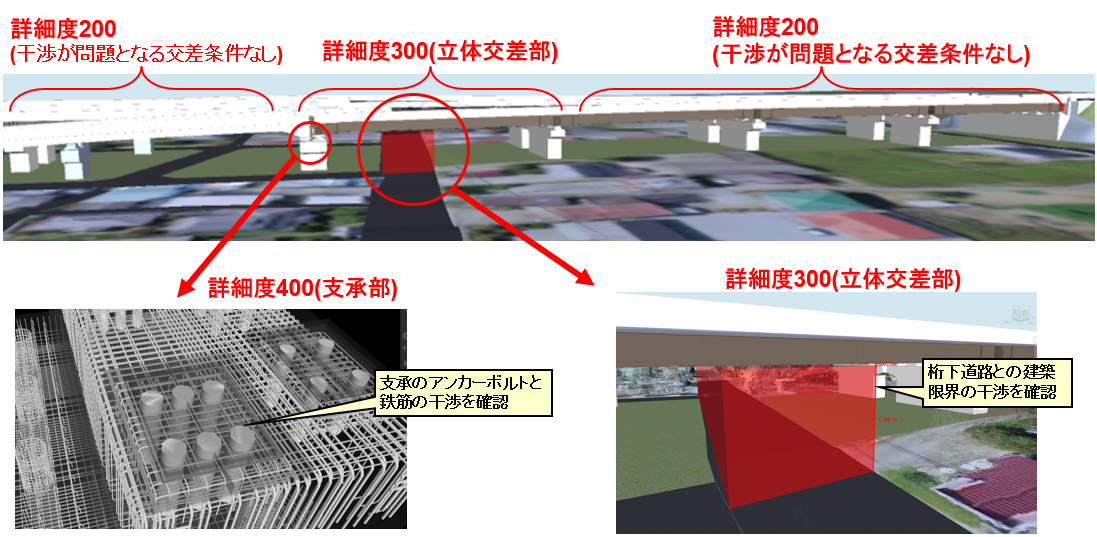 詳細度200
(干渉が問題となる交差条件なし)
詳細度300(立体交差部)
詳細度200
(干渉が問題となる交差条件なし)
詳細度400(支承部)
支承のアンカーボルトと
鉄筋の干渉を確認
詳細度300(立体交差部)
桁下道路との建築
限界の干渉を確認